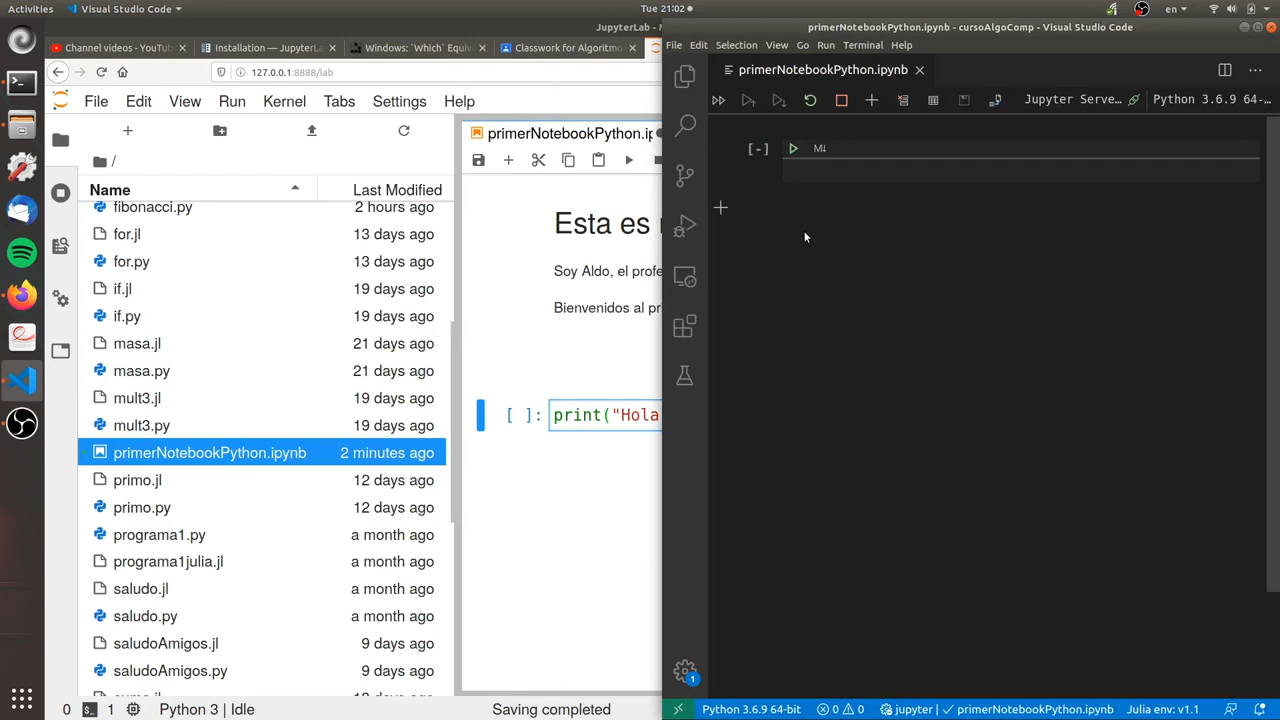 Activities
Visual Studio Code
Tue 21:02
en
JupyterLab
Channel videos - YouTu
Installation — JupyterLa
Windows: `Which` Equiv
Classwork for Algoritmo
127.0.0.1:8888/lab
File Edit View Run Kernel Tabs Settings Help
/
Name
Last Modified
fibonacci.py 2 hours ago
for.jl 13 days ago
for.py 13 days ago
if.jl 19 days ago
if.py 19 days ago
masa.jl 21 days ago
masa.py 21 days ago
mult3.jl 19 days ago
mult3.py 19 days ago
primerNotebookPython.ipynb 2 minutes ago
primo.jl 12 days ago
primo.py 12 days ago
programa1.py a month ago
programa1julia.jl a month ago
saludo.jl a month ago
saludo.py a month ago
saludoAmigos.jl 9 days ago
saludoAmigos.py 9 days ago
0 1 Python 3 | Idle Saving completed
primerNotebookPython.ip
Esta es
Soy Aldo, el profe
Bienvenidos al pr
[ ]: print("Hola
primerNotebookPython.ipynb - cursoAlgoComp - Visual Studio Code
File Edit Selection View Go Run Terminal Help
primerNotebookPython.ipynb
Jupyter Serve… Python 3.6.9 64-…
[-] M↓
1
Python 3.6.9 64-bit 0 0 jupyter | ✓ primerNotebookPython.ipynb Julia env: v1.1